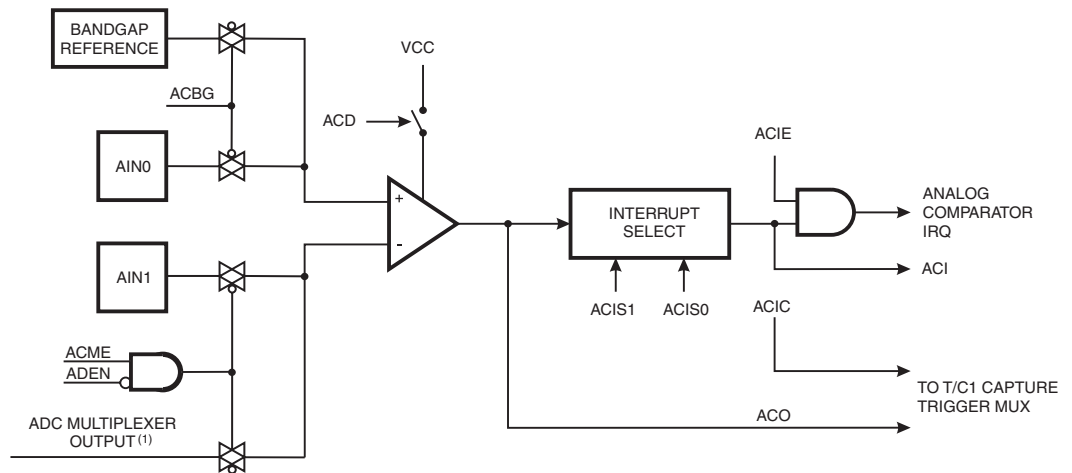 BANDGAP
REFERENCE
VCC
ACBG
ACD
AIN0
ACIE
+
-
INTERRUPT
SELECT
ANALOG
COMPARATOR
IRQ
AIN1
ACI
ACIS1
ACIS0
ACIC
ACME
ADEN
TO T/C1 CAPTURE
TRIGGER MUX
ACO
ADC MULTIPLEXER
OUTPUT (1)